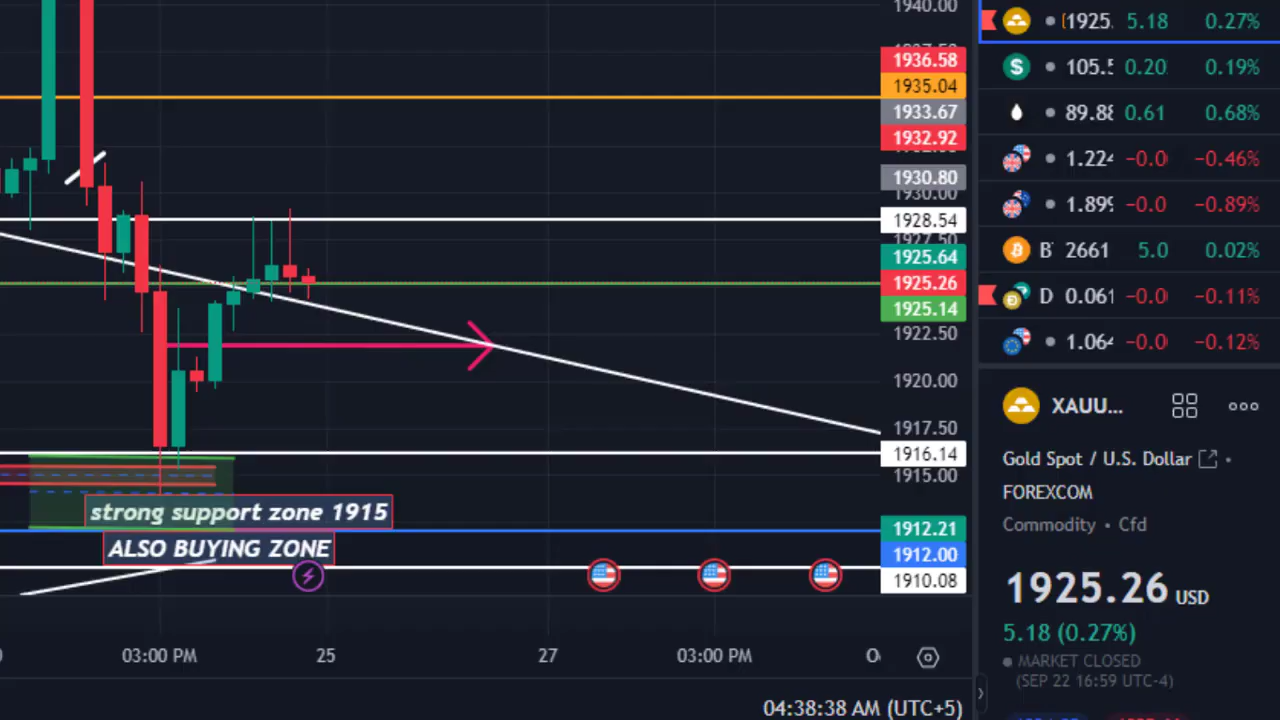 1940.00
1936.58
1935.04
1933.67
1932.92
1930.80
1930.00
1928.54
1927.50
1925.64
1925.26
1925.14
1922.50
1920.00
1917.50
1916.14
1915.00
strong support zone 1915
ALSO BUYING ZONE
1912.21
1912.00
1910.08
03:00 PM 25 27 03:00 PM
04:38:38 AM (UTC+5)
(1925. 5.18 0.27%
105.5 0.20 0.19%
89.88 0.61 0.68%
1.224 −0.0 −0.46%
1.899 −0.0 −0.89%
B 2661 5.0 0.02%
D 0.061 −0.0 −0.11%
1.064 −0.0 −0.12%
XAUU...
Gold Spot / U.S. Dollar
FOREXCOM
Commodity • Cfd
1925.26 USD
5.18 (0.27%)
MARKET CLOSED
(SEP 22 16:59 UTC-4)